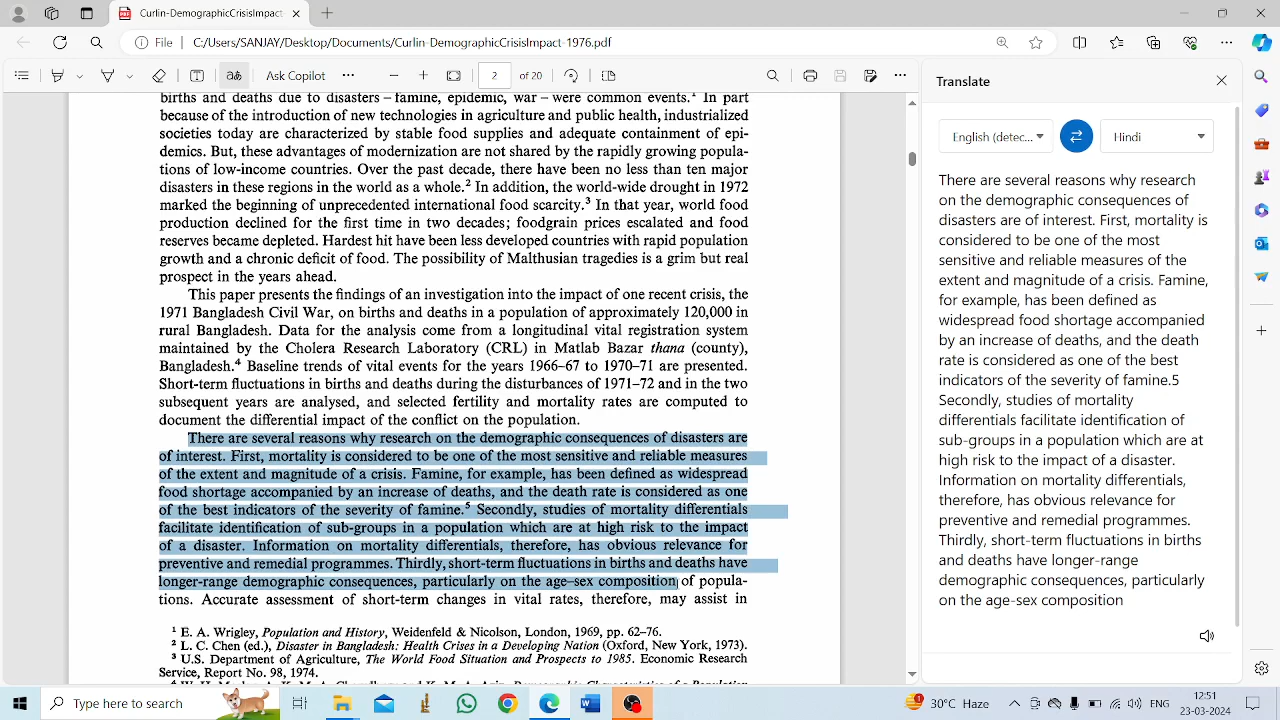 Curlin-DemographicCrisisImpact-1
File
C:/Users/SANJAY/Documents/Curlin-DemographicCrisisImpact-1976.pdf
Ask Copilot
2
of 20
births and deaths due to disasters – famine, epidemic, war – were common events.¹ In part
because of the introduction of new technologies in agriculture and public health, industrialized
societies today are characterized by stable food supplies and adequate containment of epi-
demics. But, these advantages of modernization are not shared by the rapidly growing popula-
tions of low-income countries. Over the past decade, there have been no less than ten major
disasters in these regions in the world as a whole.² In addition, the world-wide drought in 1972
marked the beginning of unprecedented international food scarcity.³ In that year, world food
production declined for the first time in two decades; foodgrain prices escalated and food
reserves became depleted. Hardest hit have been less developed countries with rapid population
growth and a chronic deficit of food. The possibility of Malthusian tragedies is a grim but real
prospect in the years ahead.
This paper presents the findings of an investigation into the impact of one recent crisis, the
1971 Bangladesh Civil War, on births and deaths in a population of approximately 120,000 in
rural Bangladesh. Data for the analysis come from a longitudinal vital registration system
maintained by the Cholera Research Laboratory (CRL) in Matlab Bazar thana (county),
Bangladesh.⁴ Baseline trends of vital events for the years 1966–67 to 1970–71 are presented.
Short-term fluctuations in births and deaths during the disturbances of 1971–72 and in the two
subsequent years are analysed, and selected fertility and mortality rates are computed to
document the differential impact of the conflict on the population.
There are several reasons why research on the demographic consequences of disasters are
of interest. First, mortality is considered to be one of the most sensitive and reliable measures
of the extent and magnitude of a crisis. Famine, for example, has been defined as widespread
food shortage accompanied by an increase of deaths, and the death rate is considered as one
of the best indicators of the severity of famine.⁵ Secondly, studies of mortality differentials
facilitate identification of sub-groups in a population which are at high risk to the impact
of a disaster. Information on mortality differentials, therefore, has obvious relevance for
preventive and remedial programmes. Thirdly, short-term fluctuations in births and deaths have
longer-range demographic consequences, particularly on the age–sex composition of popula-
tions. Accurate assessment of short-term changes in vital rates, therefore, may assist in
¹ E. A. Wrigley, Population and History, Weidenfeld & Nicolson, London, 1969, pp. 62–76.
² L. C. Chen (ed.), Disaster in Bangladesh: Health Crises in a Developing Nation (Oxford, New York, 1973).
³ U.S. Department of Agriculture, The World Food Situation and Prospects to 1985. Economic Research
Service, Report No. 98, 1974.
Translate
English (detec...
Hindi
There are several reasons why research
on the demographic consequences of
disasters are of interest. First, mortality is
considered to be one of the most
sensitive and reliable measures of the
extent and magnitude of a crisis. Famine,
for example, has been defined as
widespread food shortage accompanied
by an increase of deaths, and the death
rate is considered as one of the best
indicators of the severity of famine.5
Secondly, studies of mortality
differentials facilitate identification of
sub-groups in a population which are at
high risk to the impact of a disaster.
Information on mortality differentials,
therefore, has obvious relevance for
preventive and remedial programmes.
Thirdly, short-term fluctuations in births
and deaths have longer-range
demographic consequences, particularly
on the age-sex composition
Type here to search
30°C Haze
ENG
12:51
23-03-2024